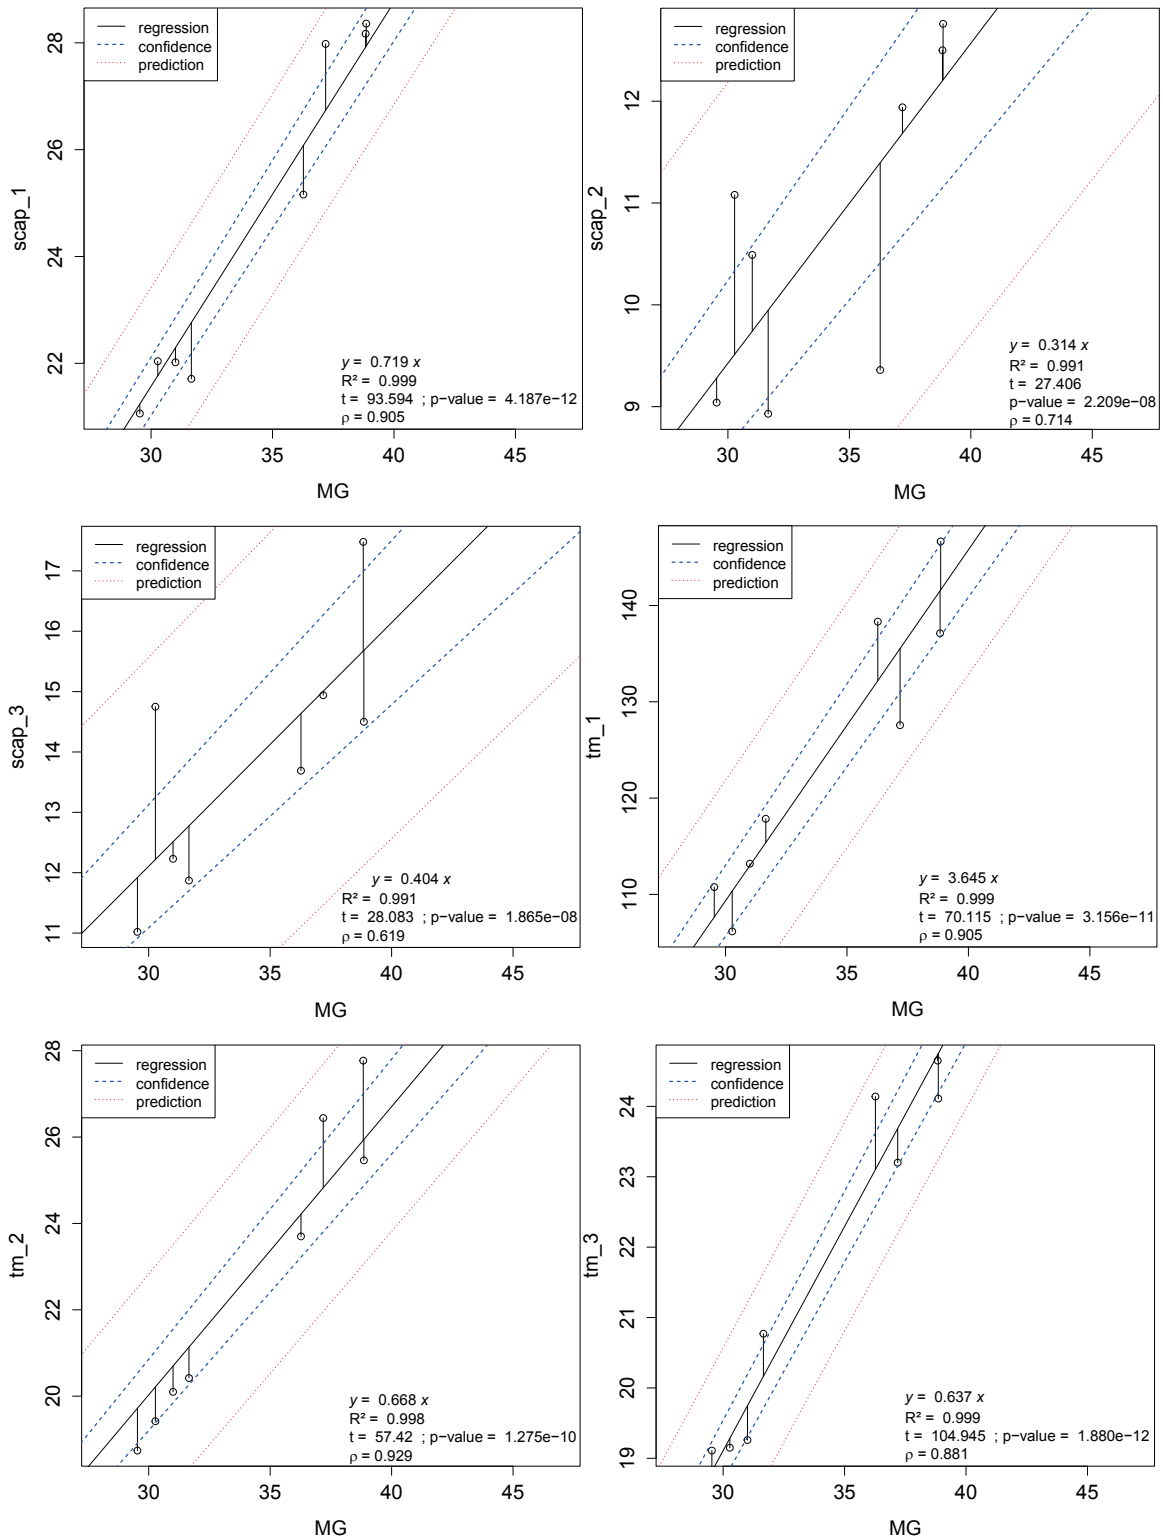 regression
confidence
prediction
scap_1
28
26
24
22
y = 0.719 x
R² = 0.999
t = 93.594 ; p-value = 4.187e-12
ρ = 0.905
30 35 40 45
MG
regression
confidence
prediction
scap_2
12
11
10
9
y = 0.314 x
R² = 0.991
t = 27.406
p-value = 2.209e-08
ρ = 0.714
30 35 40 45
MG
regression
confidence
prediction
scap_3
17
16
15
14
13
12
11
y = 0.404 x
R² = 0.991
t = 28.083 ; p-value = 1.865e-08
ρ = 0.619
30 35 40 45
MG
regression
confidence
prediction
tm_1
140
130
120
110
y = 3.645 x
R² = 0.999
t = 70.115 ; p-value = 3.156e-11
ρ = 0.905
30 35 40 45
MG
regression
confidence
prediction
tm_2
28
26
24
22
20
y = 0.668 x
R² = 0.998
t = 57.42 ; p-value = 1.275e-10
ρ = 0.929
30 35 40 45
MG
regression
confidence
prediction
tm_3
24
23
22
21
20
19
y = 0.637 x
R² = 0.999
t = 104.945 ; p-value = 1.880e-12
ρ = 0.881
30 35 40 45
MG